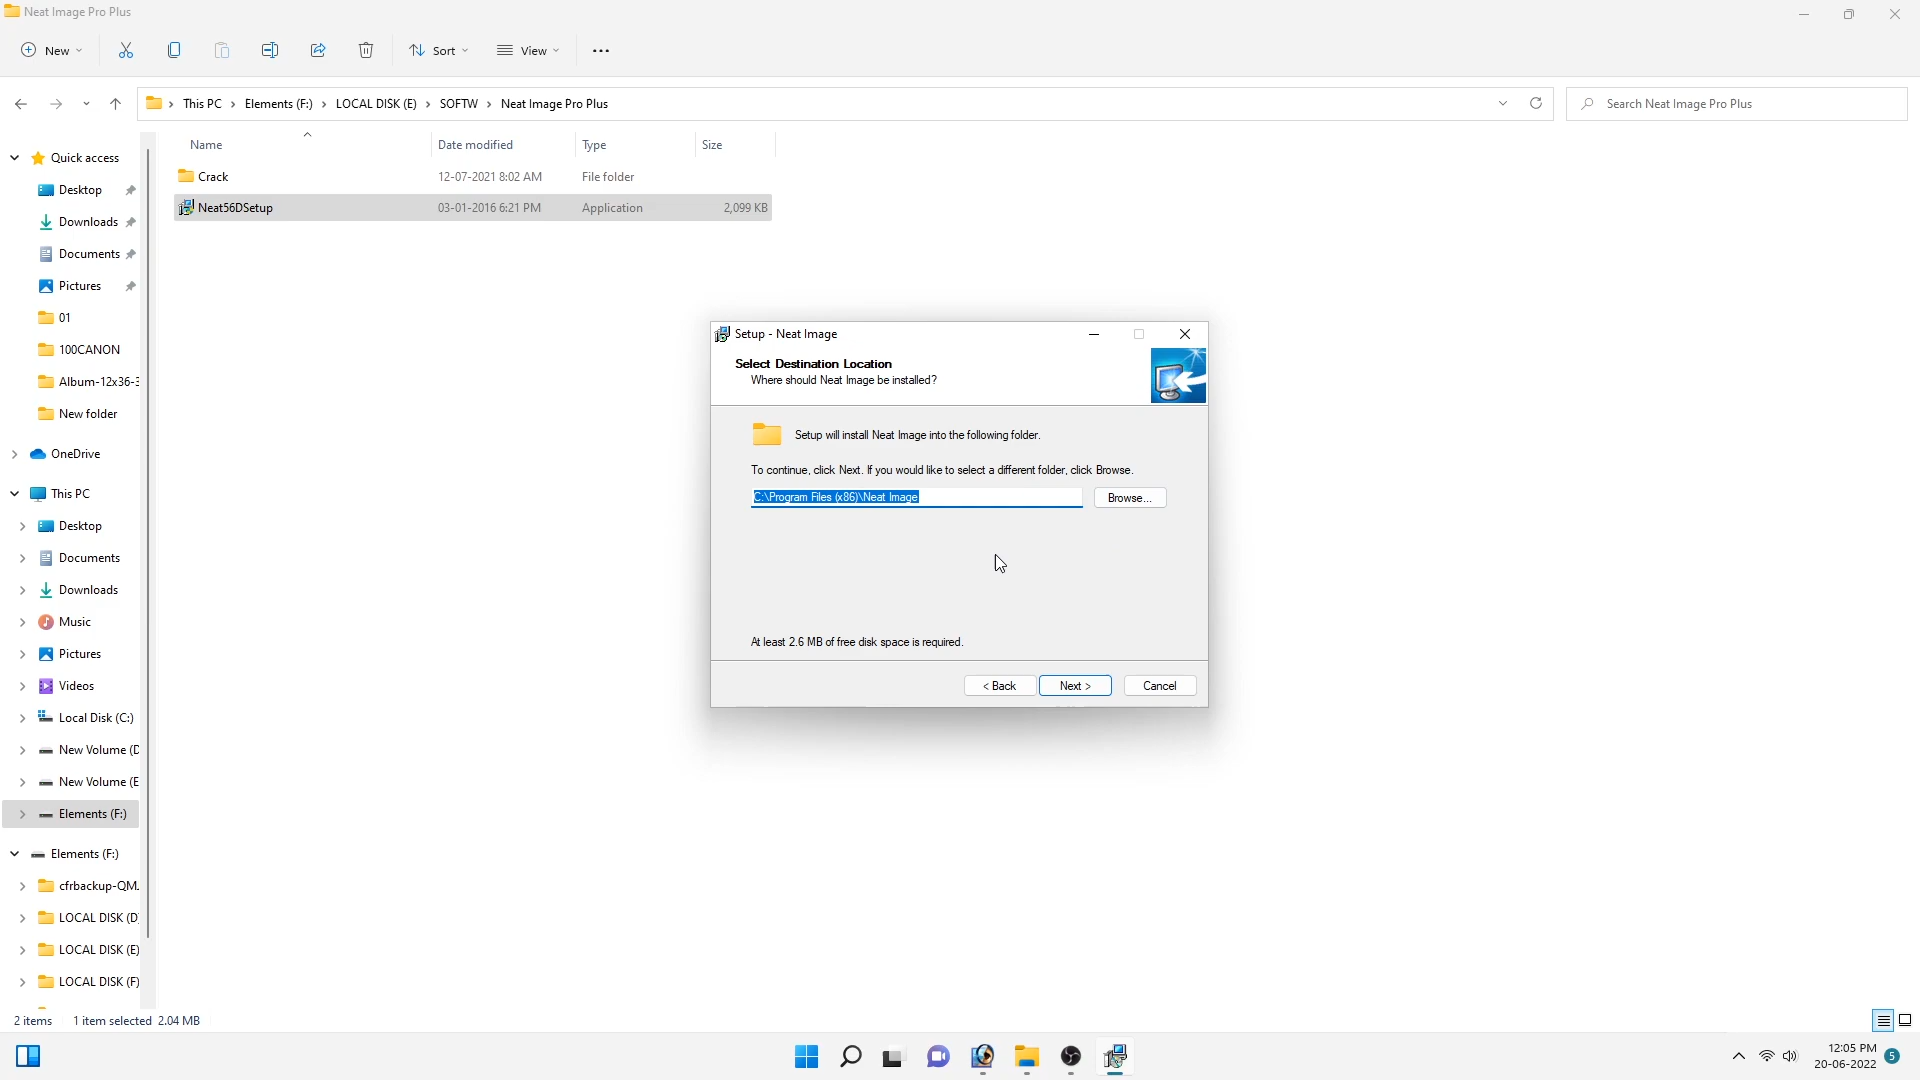 Neat Image Pro Plus
New
Sort
View
This PC
Elements (F:)
LOCAL DISK (E)
SOFTW
Neat Image Pro Plus
Search Neat Image Pro Plus
Name
Date modified
Type
Size
Crack
12-07-2021 8:02 AM
File folder
Neat56DSetup
03-01-2016 6:21 PM
Application
2,099 KB
Quick access
Desktop
Downloads
Documents
Pictures
01
100CANON
Album-12x36-3
New folder
OneDrive
This PC
Desktop
Documents
Downloads
Music
Pictures
Videos
Local Disk (C:)
New Volume (D
New Volume (E
Elements (F:)
Elements (F:)
cfrbackup-QM.
LOCAL DISK (D)
LOCAL DISK (E)
LOCAL DISK (F)
Setup - Neat Image
Select Destination Location
Where should Neat Image be installed?
Setup will install Neat Image into the following folder.
To continue, click Next. If you would like to select a different folder, click Browse.
C:\Program Files (x86)\Neat Image
Browse...
At least 2.6 MB of free disk space is required.
< Back
Next >
Cancel
2 items
1 item selected 2.04 MB
12:05 PM
20-06-2022
5